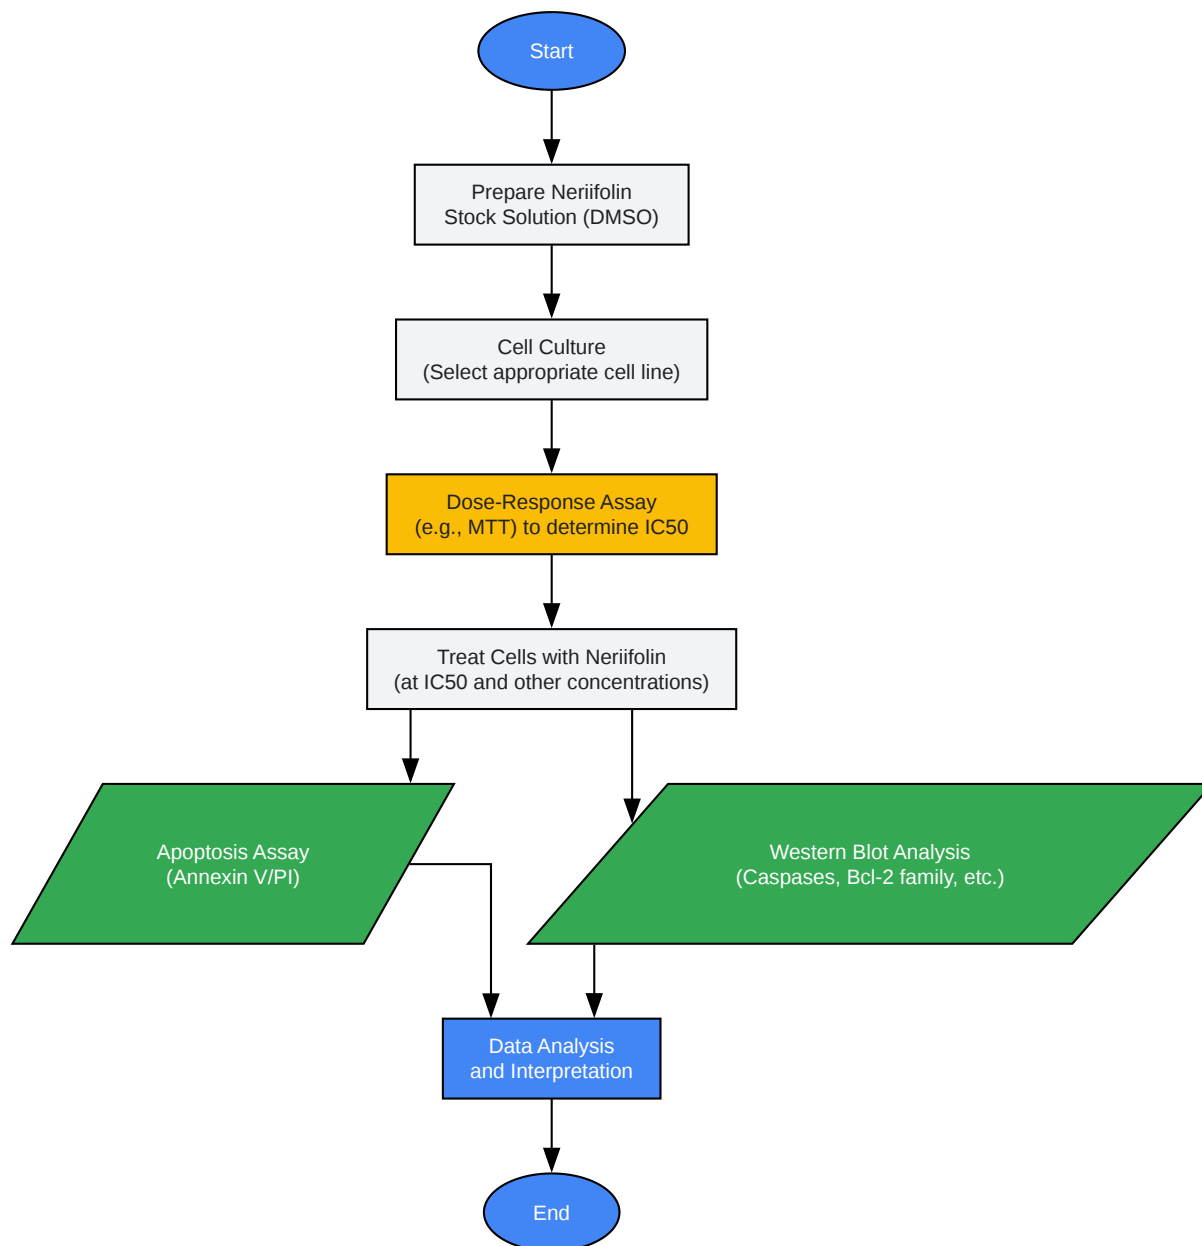 Start
Prepare Neriifolin
Stock Solution (DMSO)
Cell Culture
(Select appropriate cell line)
Dose-Response Assay
(e.g., MTT) to determine IC50
Treat Cells with Neriifolin
(at IC50 and other concentrations)
Apoptosis Assay
(Annexin V/PI)
Western Blot Analysis
(Caspases, Bcl-2 family, etc.)
Data Analysis
and Interpretation
End